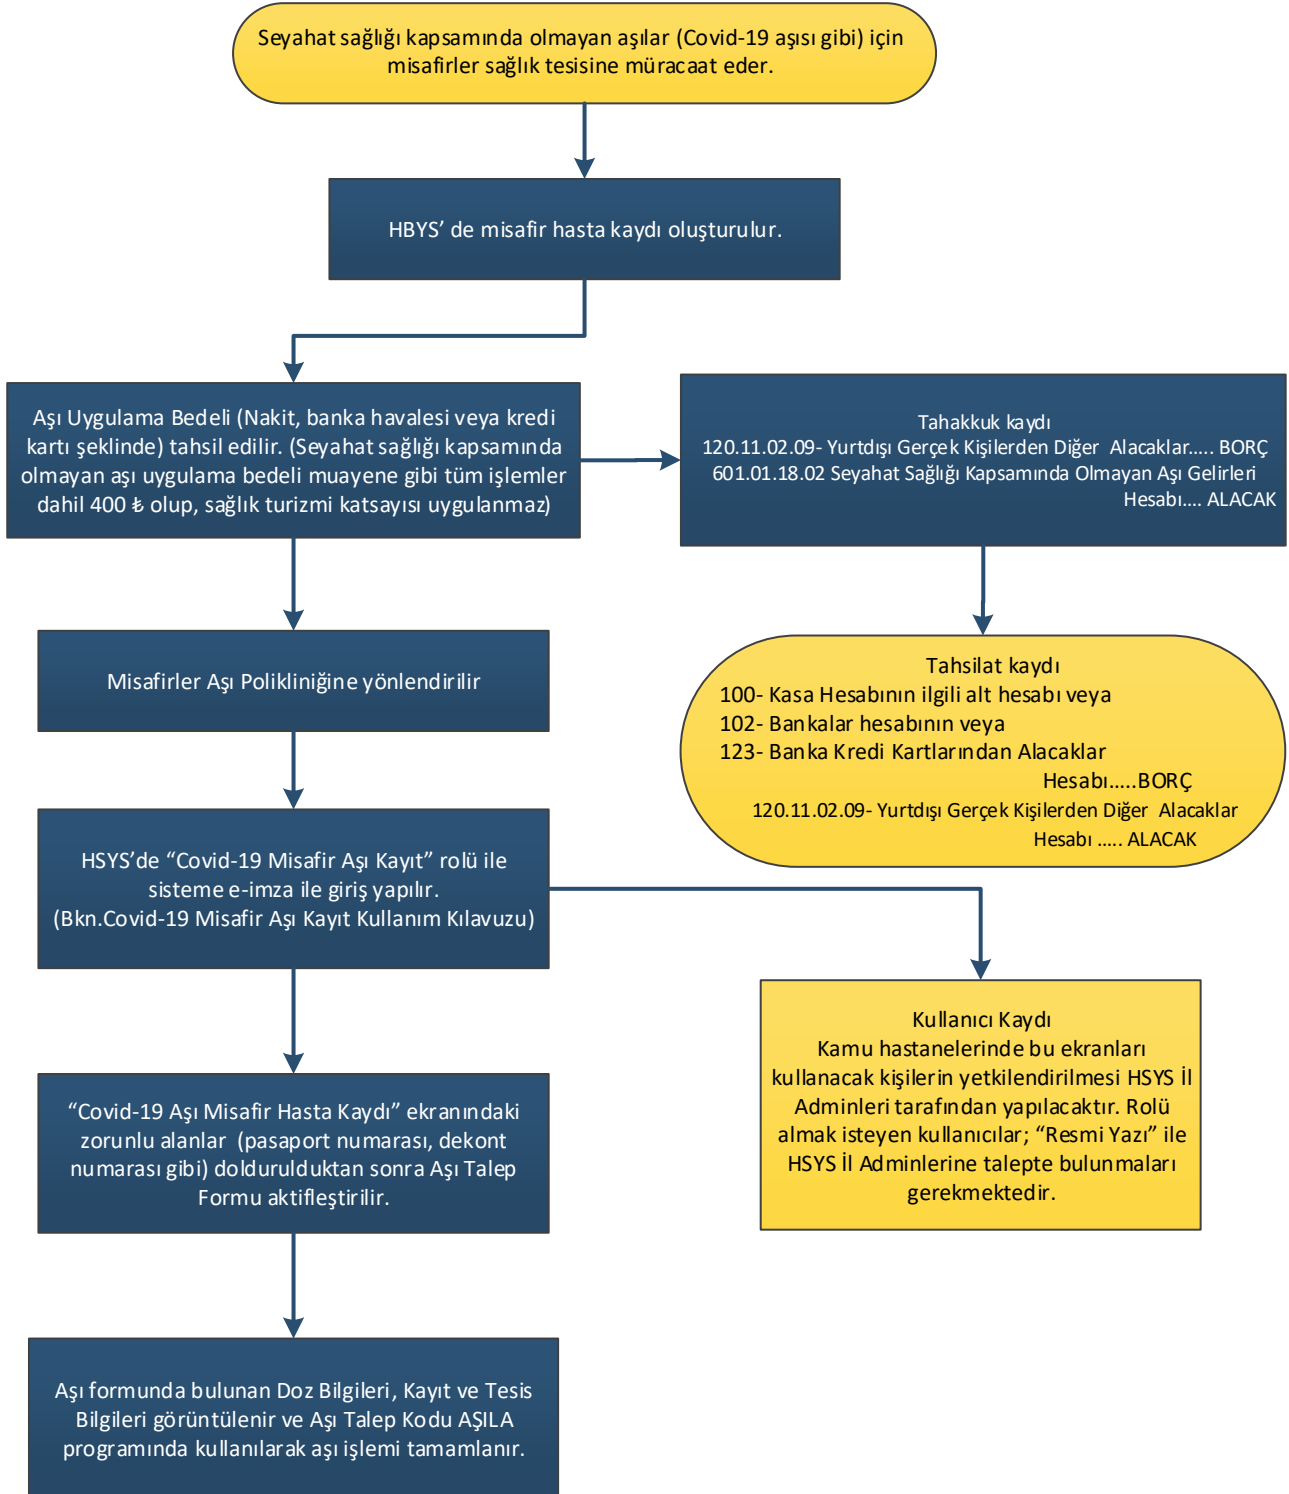 Seyahat sağlığı kapsamında olmayan aşılar (Covid-19 aşısı gibi) için
misafirler sağlık tesisine müracaat eder.
HBYS’ de misafir hasta kaydı oluşturulur.
Aşı Uygulama Bedeli (Nakit, banka havalesi veya kredi
kartı şeklinde) tahsil edilir. (Seyahat sağlığı kapsamında
olmayan aşı uygulama bedeli muayene gibi tüm işlemler
dahil 400 ₺ olup, sağlık turizmi katsayısı uygulanmaz)
Tahakkuk kaydı
120.11.02.09- Yurtdışı Gerçek Kişilerden Diğer Alacaklar..... BORÇ
601.01.18.02 Seyahat Sağlığı Kapsamında Olmayan Aşı Gelirleri
Hesabı.... ALACAK
Tahsilat kaydı
100- Kasa Hesabının ilgili alt hesabı veya
102- Bankalar hesabının veya
123- Banka Kredi Kartlarından Alacaklar
Hesabı.....BORÇ
120.11.02.09- Yurtdışı Gerçek Kişilerden Diğer Alacaklar
Hesabı ..... ALACAK
Misafirler Aşı Polikliniğine yönlendirilir
HSYS’de “Covid-19 Misafir Aşı Kayıt” rolü ile
sisteme e-imza ile giriş yapılır.
(Bkn.Covid-19 Misafir Aşı Kayıt Kullanım Kılavuzu)
Kullanıcı Kaydı
Kamu hastanelerinde bu ekranları
kullanacak kişilerin yetkilendirilmesi HSYS İl
Adminleri tarafından yapılacaktır. Rolü
almak isteyen kullanıcılar; “Resmi Yazı” ile
HSYS İl Adminlerine talepte bulunmaları
gerekmektedir.
“Covid-19 Aşı Misafir Hasta Kaydı” ekranındaki
zorunlu alanlar (pasaport numarası, dekont
numarası gibi) doldurulduktan sonra Aşı Talep
Formu aktifleştirilir.
Aşı formunda bulunan Doz Bilgileri, Kayıt ve Tesis
Bilgileri görüntülenir ve Aşı Talep Kodu AŞILA
programında kullanılarak aşı işlemi tamamlanır.